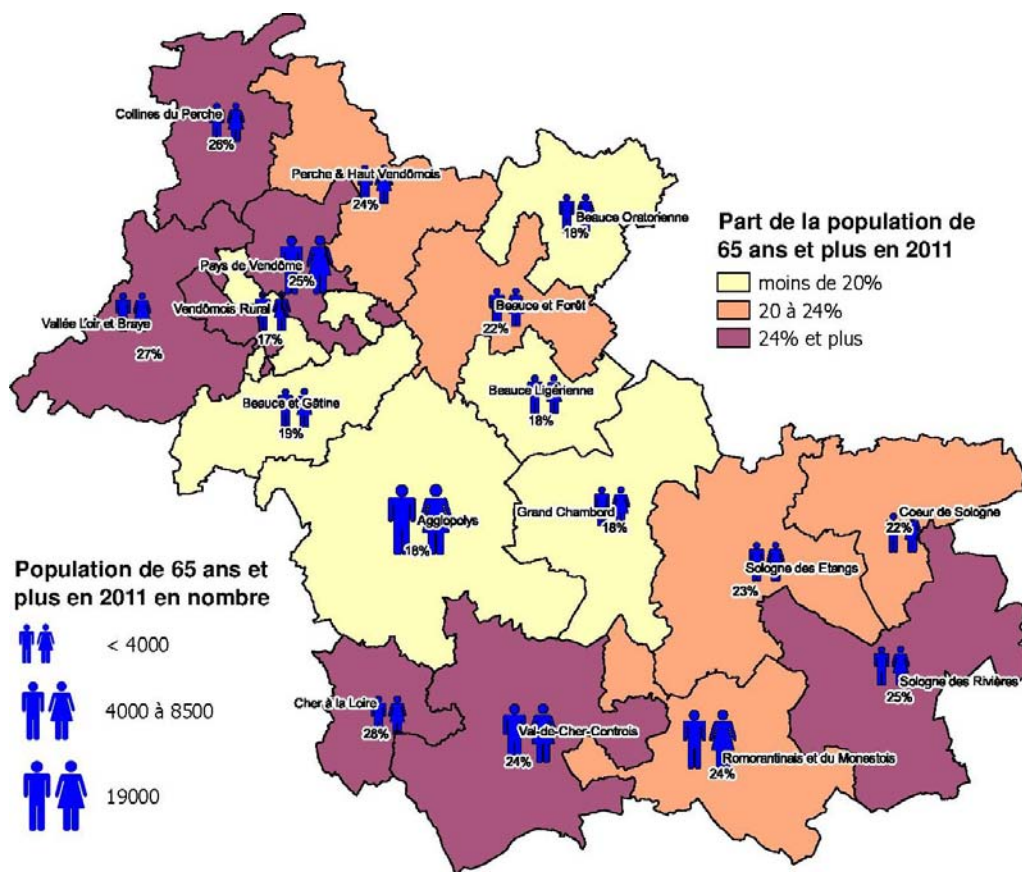 Collines du Perche
26%
Perche & Haut Vendômois
24%
Beauce Oratorienne
18%
Part de la population de
65 ans et plus en 2011
moins de 20%
20 à 24%
24% et plus
Pays de Vendôme
25%
Vendômois Rural
17%
Vallée Loir et Braye
27%
Beauce et Forêt
22%
Beauce et Gâtine
19%
Beauce Ligérienne
18%
Agglopolys
18%
Grand Chambord
18%
Coeur de Sologne
22%
Sologne des Etangs
23%
Population de 65 ans et
plus en 2011 en nombre
< 4000
4000 à 8500
19000
Cher à la Loire
28%
Val-de-Cher-Controis
24%
Romorantinais et du Monestois
24%
Sologne des Rivières
25%